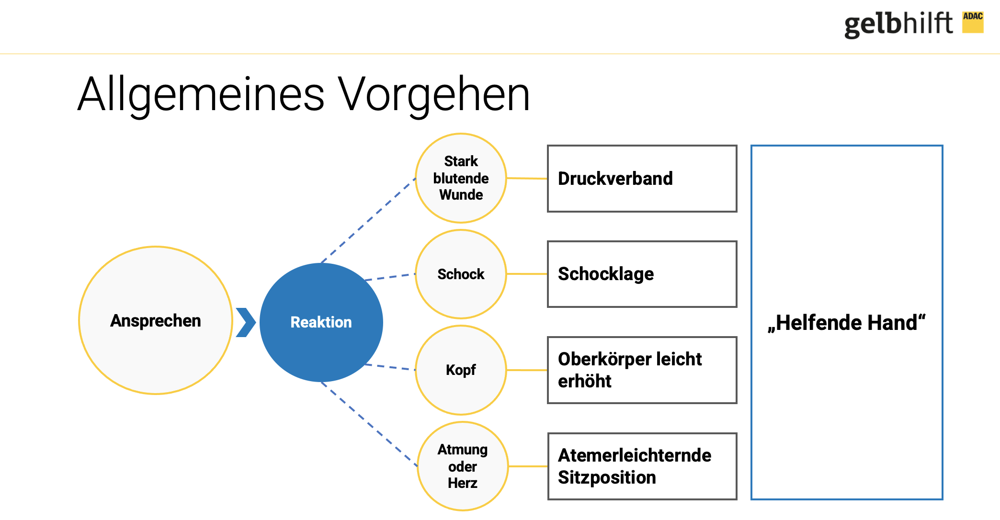 gelbhilft ADAC
Allgemeines Vorgehen
Ansprechen
Reaktion
Stark
blutende
Wunde
Druckverband
Schock
Schocklage
Kopf
Oberkörper leicht
erhöht
Atmung
oder
Herz
Atemerleichternde
Sitzposition
„Helfende Hand“